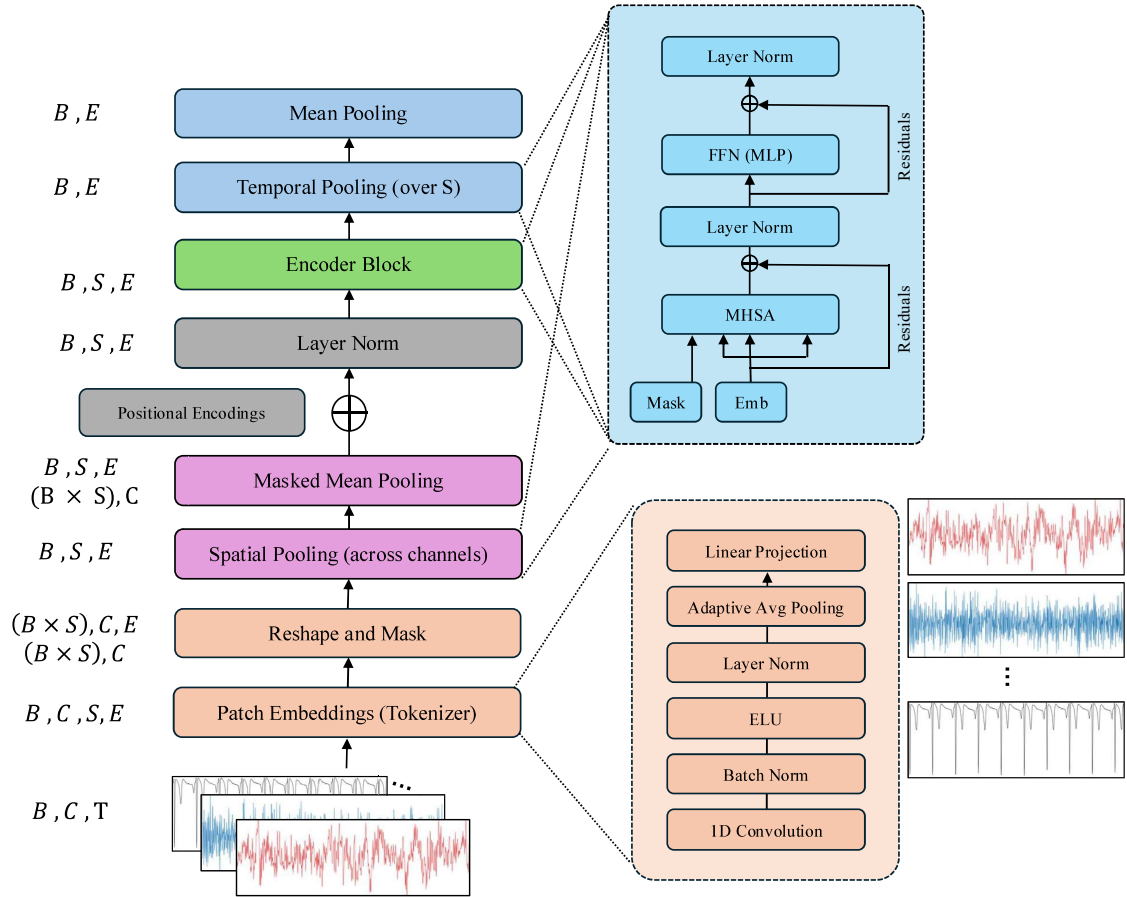 B , E
Mean Pooling
B , E
Temporal Pooling (over S)
Encoder Block
B , S , E
B , S , E
Layer Norm
Positional Encodings
B , S , E
(B × S), C
Masked Mean Pooling
B , S , E
Spatial Pooling (across channels)
(B × S), C, E
(B × S), C
Reshape and Mask
B , C , S, E
Patch Embeddings (Tokenizer)
B , C , T
...
Layer Norm
Residuals
FFN (MLP)
Layer Norm
Residuals
MHSA
Mask
Emb
Linear Projection
Adaptive Avg Pooling
Layer Norm
ELU
Batch Norm
1D Convolution
...